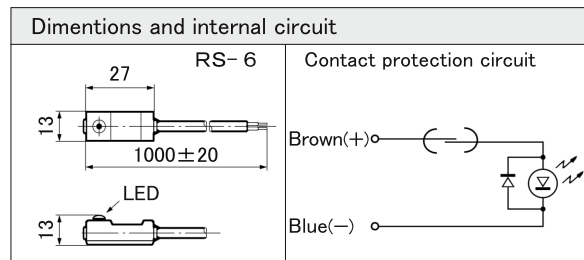 Dimentions and internal circuit
RS-6
27
13
1000±20
LED
13
Contact protection circuit
Brown(+)
Blue(−)